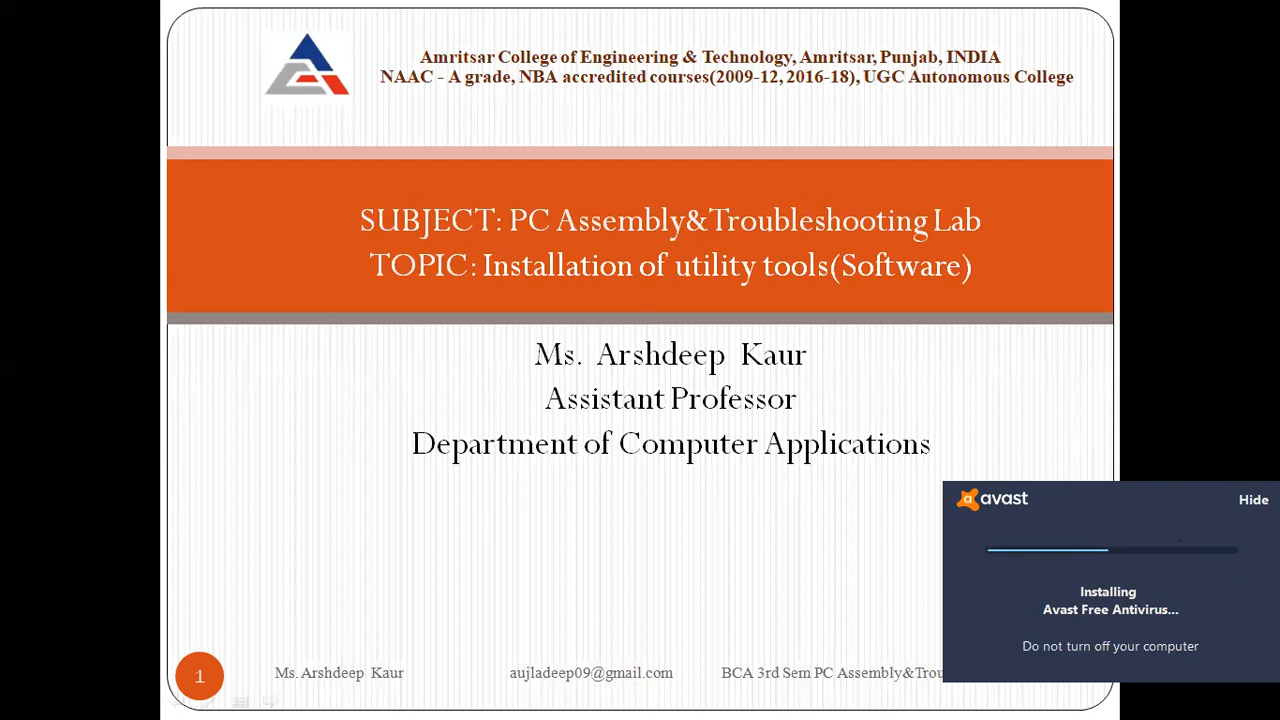 Amritsar College of Engineering & Technology, Amritsar, Punjab, INDIA
NAAC - A grade, NBA accredited courses(2009-12, 2016-18), UGC Autonomous College
SUBJECT: PC Assembly&Troubleshooting Lab
TOPIC: Installation of utility tools(Software)
Ms. Arshdeep Kaur
Assistant Professor
Department of Computer Applications
avast
Hide
Installing
Avast Free Antivirus...
Do not turn off your computer
1
Ms. Arshdeep Kaur
aujladeep09@gmail.com
BCA 3rd Sem PC Assembly&Trou